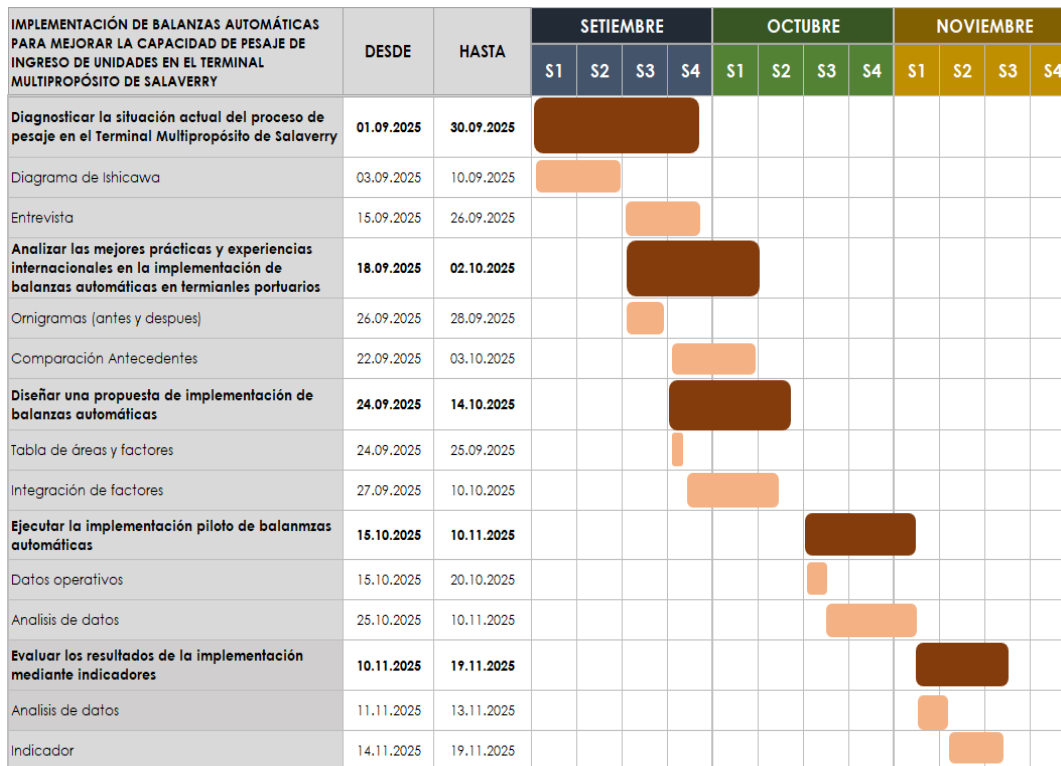 IMPLEMENTACIÓN DE BALANZAS AUTOMÁTICAS
PARA MEJORAR LA CAPACIDAD DE PESAJE DE
INGRESO DE UNIDADES EN EL TERMINAL
MULTIPROPÓSITO DE SALAVERRY
DESDE
HASTA
SETIEMBRE
OCTUBRE
NOVIEMBRE
S1 S2 S3 S4 S1 S2 S3 S4 S1 S2 S3 S4
Diagnosticar la situación actual del proceso de
pesaje en el Terminal Multipropósito de Salaverry
01.09.2025 30.09.2025
Diagrama de Ishicawa 03.09.2025 10.09.2025
Entrevista 15.09.2025 26.09.2025
Analizar las mejores prácticas y experiencias
internacionales en la implementación de
balanzas automáticas en termianles portuarios
18.09.2025 02.10.2025
Ornigramas (antes y despues) 26.09.2025 28.09.2025
Comparación Antecedentes 22.09.2025 03.10.2025
Diseñar una propuesta de implementación de
balanzas automáticas
24.09.2025 14.10.2025
Tabla de áreas y factores 24.09.2025 25.09.2025
Integración de factores 27.09.2025 10.10.2025
Ejecutar la implementación piloto de balanmzas
automáticas
15.10.2025 10.11.2025
Datos operativos 15.10.2025 20.10.2025
Analisis de datos 25.10.2025 10.11.2025
Evaluar los resultados de la implementación
mediante indicadores
10.11.2025 19.11.2025
Analisis de datos 11.11.2025 13.11.2025
Indicador 14.11.2025 19.11.2025